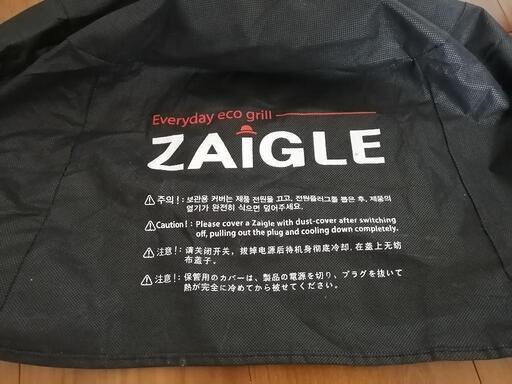 Everyday eco grill
ZAIGLE
⚠주의! : 보관용 커버는 제품 전원을 끄고, 전원플러그를 뽑은 후, 제품의
열기가 완전히 식으면 덮어주세요.
⚠Caution! : Please cover a Zaigle with dust-cover after switching
off, pulling out the plug and cooling down completely.
⚠注意! : 请关闭开关，拔掉电源后待机身彻底冷却，在盖上无纺
布盖子。
⚠注意! : 保管用のカバーは、製品の電源を切り、プラグを抜いて
熱が完全に冷めてから被せてください。